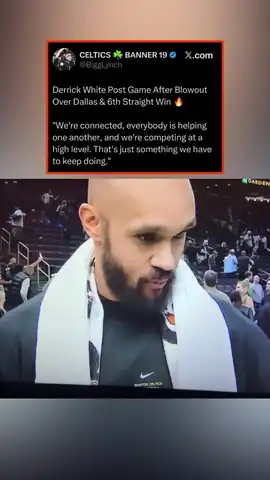 CELTICS ☘️ BANNER 19
X.com
@BiggLynch
Derrick White Post Game After Blowout
Over Dallas & 6th Straight Win 🔥
"We're connected, everybody is helping
one another, and we're competing at a
high level. That's just something we have
to keep doing."
GARDEN
BOSTON CELTICS